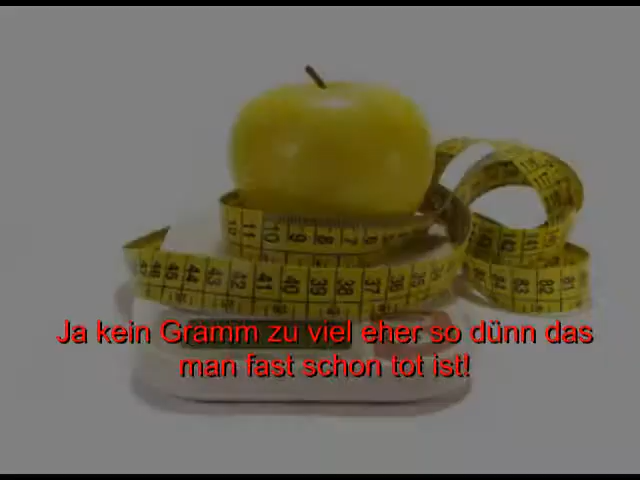 Ja kein Gramm zu viel eher so dünn das
man fast schon tot ist!